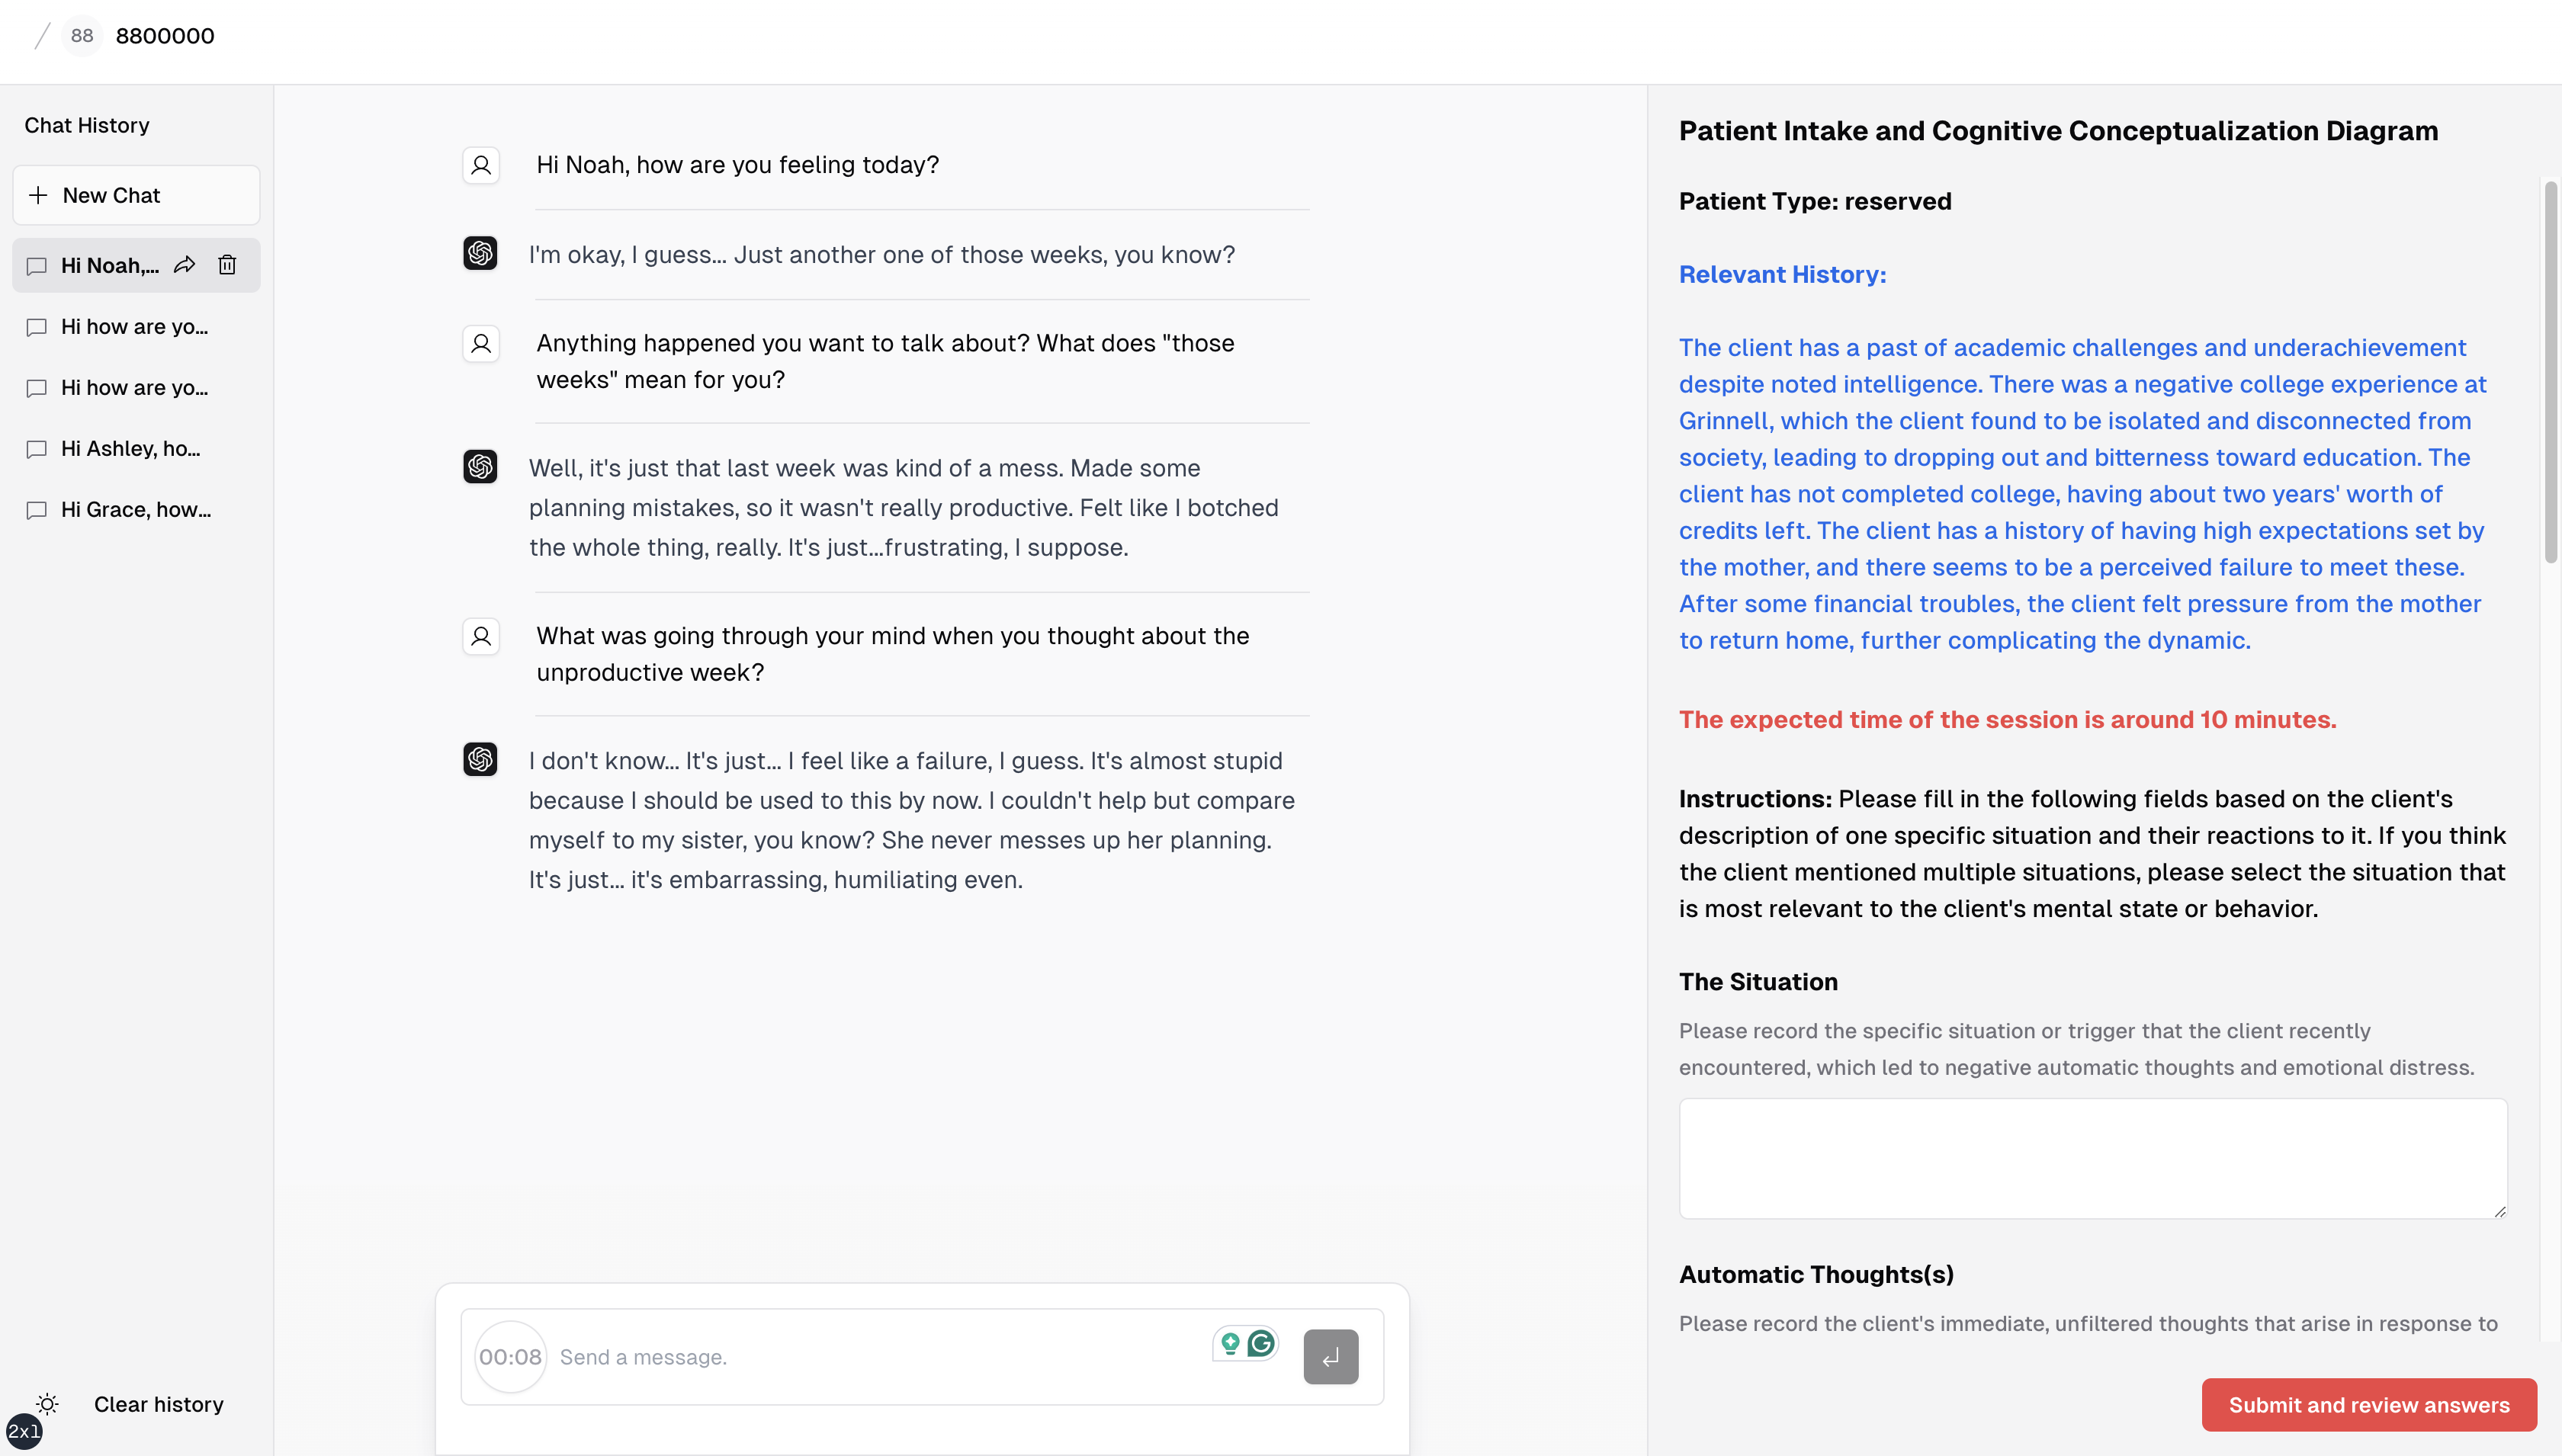 88 8800000
Chat History
New Chat
Hi Noah,...
Hi how are yo...
Hi how are yo...
Hi Ashley, ho...
Hi Grace, how...
Clear history
2xl
Hi Noah, how are you feeling today?
I'm okay, I guess... Just another one of those weeks, you know?
Anything happened you want to talk about? What does "those
weeks" mean for you?
Well, it's just that last week was kind of a mess. Made some
planning mistakes, so it wasn't really productive. Felt like I botched
the whole thing, really. It's just...frustrating, I suppose.
What was going through your mind when you thought about the
unproductive week?
I don't know... It's just... I feel like a failure, I guess. It's almost stupid
because I should be used to this by now. I couldn't help but compare
myself to my sister, you know? She never messes up her planning.
It's just... it's embarrassing, humiliating even.
00:08 Send a message.
Patient Intake and Cognitive Conceptualization Diagram
Patient Type: reserved
Relevant History:
The client has a past of academic challenges and underachievement
despite noted intelligence. There was a negative college experience at
Grinnell, which the client found to be isolated and disconnected from
society, leading to dropping out and bitterness toward education. The
client has not completed college, having about two years' worth of
credits left. The client has a history of having high expectations set by
the mother, and there seems to be a perceived failure to meet these.
After some financial troubles, the client felt pressure from the mother
to return home, further complicating the dynamic.
The expected time of the session is around 10 minutes.
Instructions: Please fill in the following fields based on the client's
description of one specific situation and their reactions to it. If you think
the client mentioned multiple situations, please select the situation that
is most relevant to the client's mental state or behavior.
The Situation
Please record the specific situation or trigger that the client recently
encountered, which led to negative automatic thoughts and emotional distress.
Automatic Thoughts(s)
Please record the client's immediate, unfiltered thoughts that arise in response to
Submit and review answers